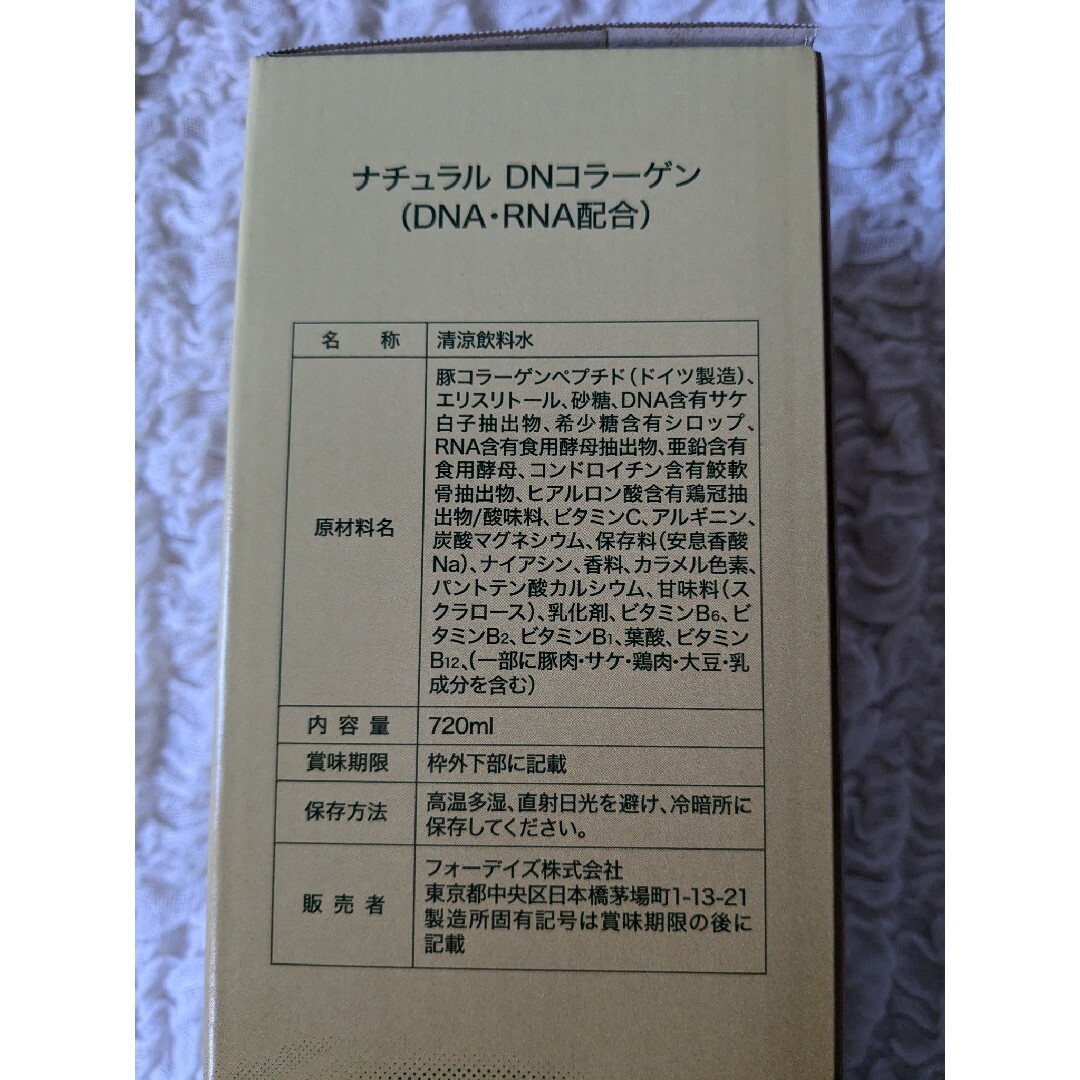 ナチュラル DNコラーゲン
(DNA・RNA配合)
名 称 清涼飲料水
原材料名
豚コラーゲンペプチド(ドイツ製造)、
エリスリトール、砂糖、DNA含有サケ
白子抽出物、希少糖含有シロップ、
RNA含有食用酵母抽出物、亜鉛含有
食用酵母、コンドロイチン含有鮫軟
骨抽出物、ヒアルロン酸含有鶏冠抽
出物/酸味料、ビタミンC、アルギニン、
炭酸マグネシウム、保存料(安息香酸
Na)、ナイアシン、香料、カラメル色素、
パントテン酸カルシウム、甘味料(ス
クラロース)、乳化剤、ビタミンB6、ビ
タミンB2、ビタミンB1、葉酸、ビタミン
B12、(一部に豚肉・サケ・鶏肉・大豆・乳
成分を含む)
内容量 720ml
賞味期限 枠外下部に記載
保存方法
高温多湿、直射日光を避け、冷暗所に
保存してください。
販売者
フォーデイズ株式会社
東京都中央区日本橋茅場町1-13-21
製造所固有記号は賞味期限の後に
記載